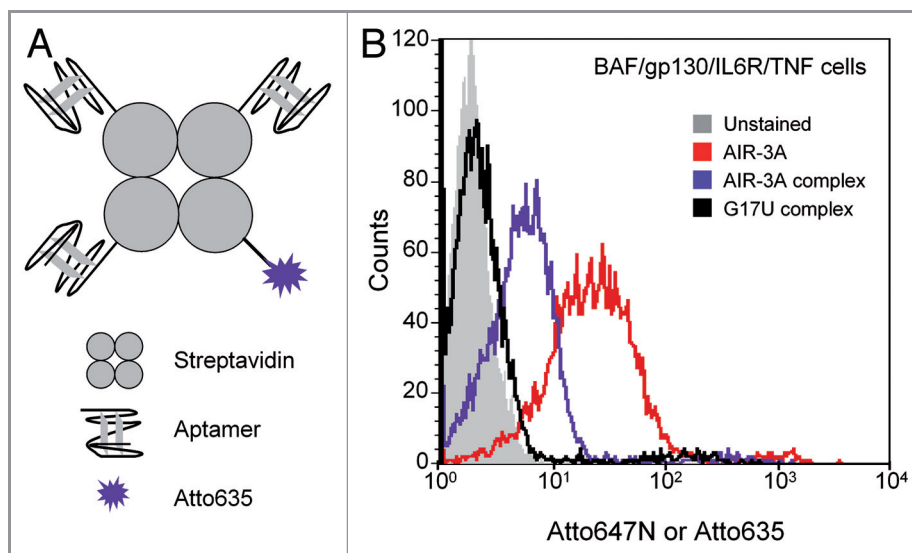 A
Streptavidin
Aptamer
Atto635
B
BAF/gp130/IL6R/TNF cells
Unstained
AIR-3A
AIR-3A complex
G17U complex
Counts
120
100
80
60
40
20
0
10⁰ 10¹ 10² 10³ 10⁴
Atto647N or Atto635